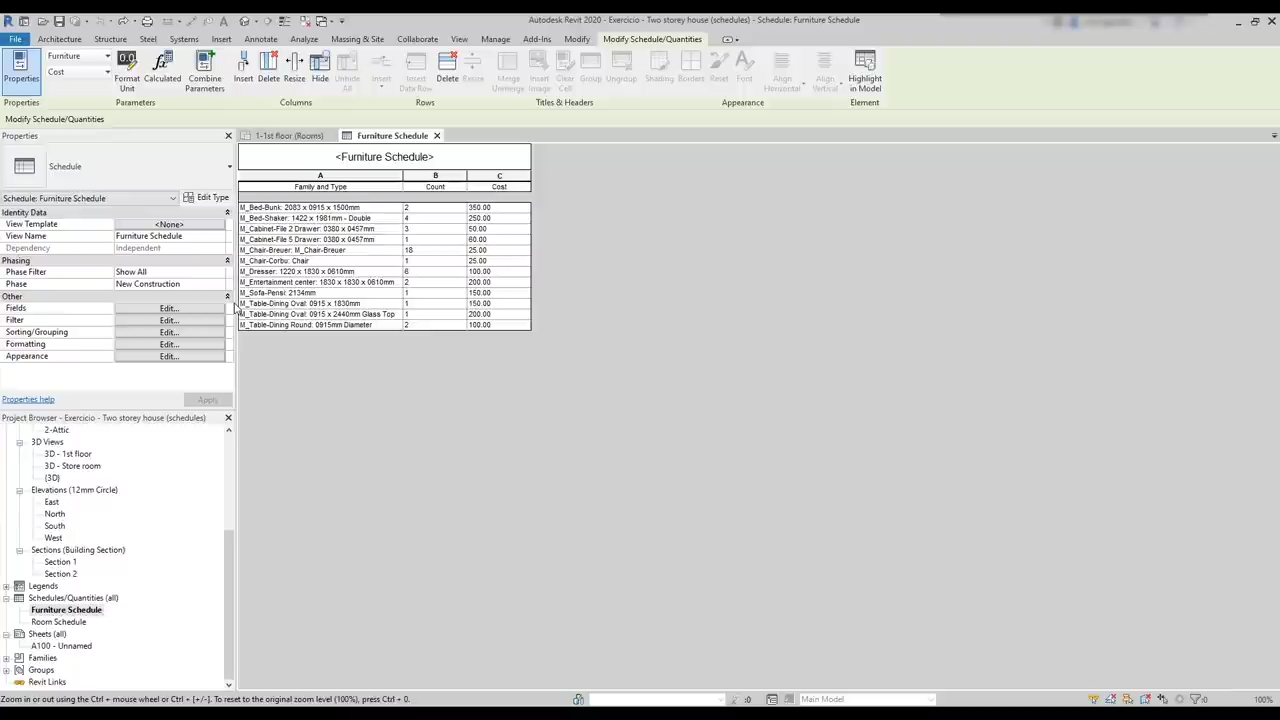 Autodesk Revit 2020 - Exercicio - Two storey house (schedules) - Schedule: Furniture Schedule
File Architecture Structure Steel Systems Insert Annotate Analyze Massing & Site Collaborate View Manage Add-Ins Modify Modify Schedule/Quantities
Furniture
Cost
Properties Format Unit Calculated Combine Parameters Insert Delete Resize Hide Unhide All Insert Insert Data Row Delete Resize Merge Unmerge Insert Image Clear Cell Group Ungroup Shading Borders Reset Font Align Horizontal Align Vertical Highlight in Model
Properties Parameters Columns Rows Titles & Headers Appearance Element
Modify Schedule/Quantities
Properties
Schedule
Schedule: Furniture Schedule Edit Type
Identity Data
View Template <None>
View Name Furniture Schedule
Dependency Independent
Phasing
Phase Filter Show All
Phase New Construction
Other
Fields Edit...
Filter Edit...
Sorting/Grouping Edit...
Formatting Edit...
Appearance Edit...
Properties help Apply
Project Browser - Exercicio - Two storey house (schedules)
2-Attic
3D Views
3D - 1st floor
3D - Store room
{3D}
Elevations (12mm Circle)
East
North
South
West
Sections (Building Section)
Section 1
Section 2
Legends
Schedules/Quantities (all)
Furniture Schedule
Room Schedule
Sheets (all)
A100 - Unnamed
Families
Groups
Revit Links
1-1st floor (Rooms) Furniture Schedule
<Furniture Schedule>
A B C
Family and Type Count Cost
M_Bed-Bunk: 2083 x 0915 x 1500mm 2 350.00
M_Bed-Shaker: 1422 x 1981mm - Double 4 250.00
M_Cabinet-File 2 Drawer: 0380 x 0457mm 3 50.00
M_Cabinet-File 5 Drawer: 0380 x 0457mm 1 60.00
M_Chair-Breuer: M_Chair-Breuer 18 25.00
M_Chair-Corbu: Chair 1 25.00
M_Dresser: 1220 x 1830 x 0610mm 6 100.00
M_Entertainment center: 1830 x 1830 x 0610mm 2 200.00
M_Sofa-Pensi: 2134mm 1 150.00
M_Table-Dining Oval: 0915 x 1830mm 1 150.00
M_Table-Dining Oval: 0915 x 2440mm Glass Top 1 200.00
M_Table-Dining Round: 0915mm Diameter 2 100.00
Zoom in or out using the Ctrl + mouse wheel or Ctrl + [+/-]. To reset to the original zoom level (100%), press Ctrl + 0. :0 Main Model :0 100%